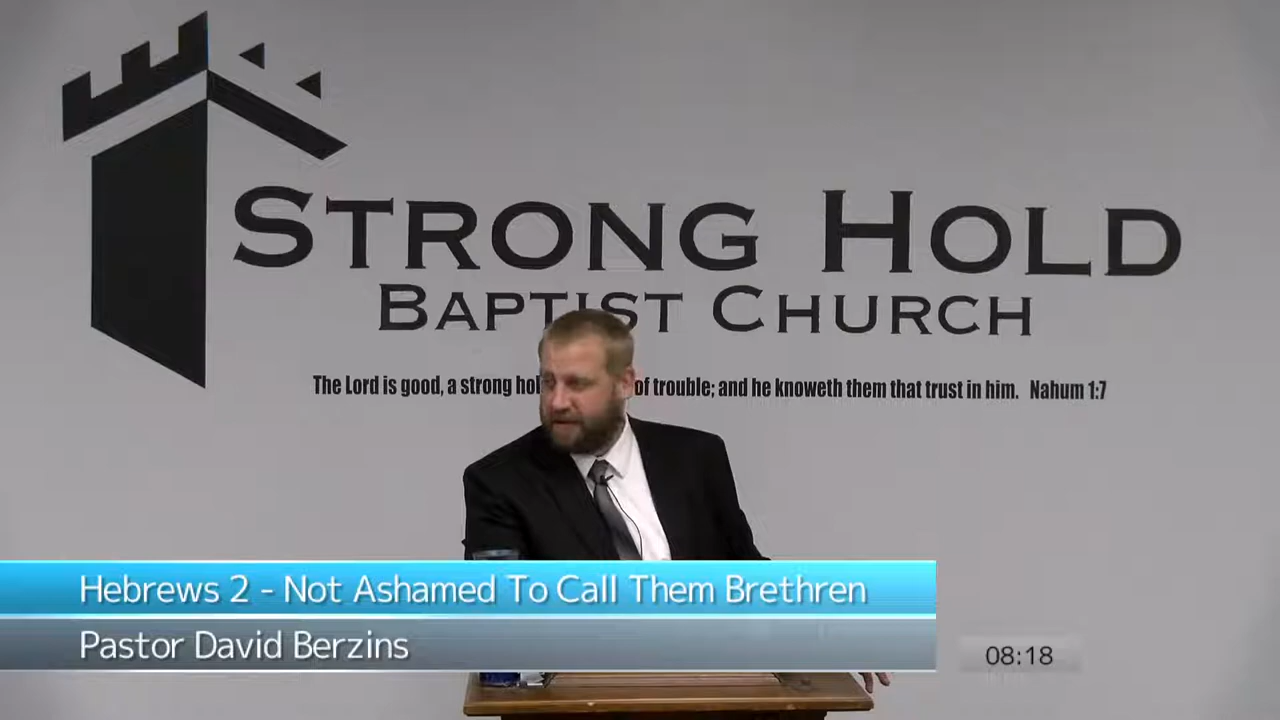 STRONG HOLD
BAPTIST CHURCH
The Lord is good, a strong hol of trouble; and he knoweth them that trust in him. Nahum 1:7
Hebrews 2 - Not Ashamed To Call Them Brethren
Pastor David Berzins
08:18